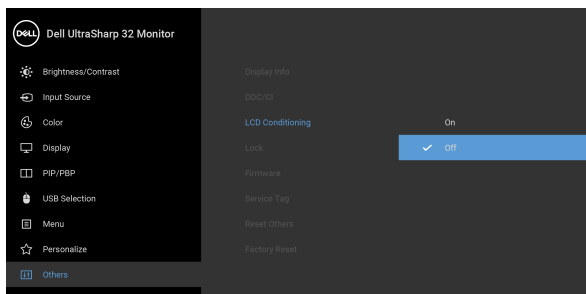 DELL Dell UltraSharp 32 Monitor
Brightness/Contrast
Input Source
Color
Display
PIP/PBP
USB Selection
Menu
Personalize
Others
Display Info
DDC/CI
LCD Conditioning
Lock
Firmware
Service Tag
Reset Others
Factory Reset
On
Off